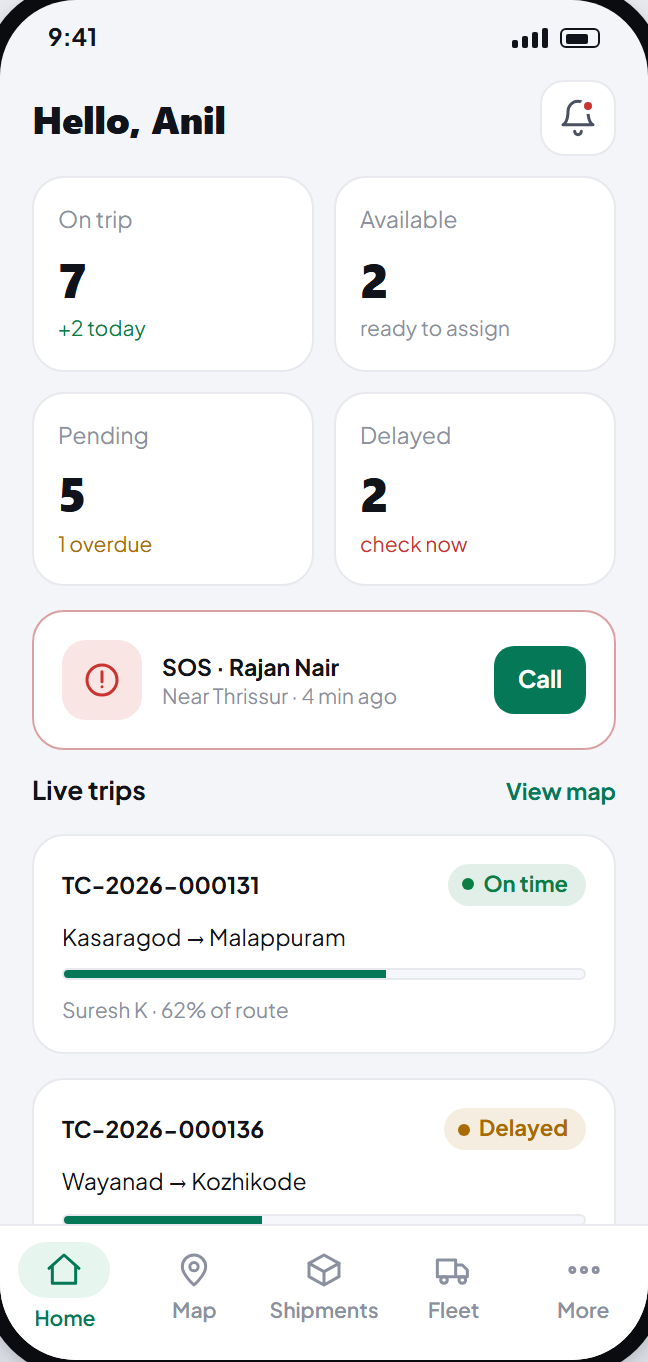 9:41
Hello, Anil
On trip
7
+2 today
Available
2
ready to assign
Pending
5
1 overdue
Delayed
2
check now
SOS · Rajan Nair
Near Thrissur · 4 min ago
Call
Live trips
View map
TC-2026-000131
On time
Kasaragod → Malappuram
Suresh K · 62% of route
TC-2026-000136
Delayed
Wayanad → Kozhikode
Home
Map
Shipments
Fleet
More